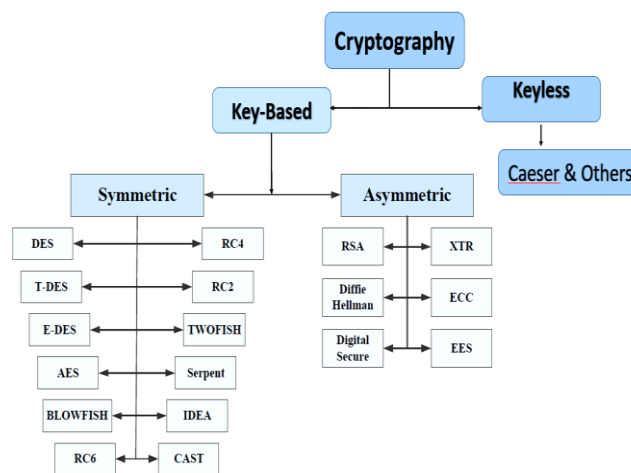 Cryptography
Keyless
Key-Based
Caeser & Others
Symmetric
Asymmetric
DES
RC4
RSA
XTR
T-DES
RC2
Diffie
Hellman
ECC
E-DES
TWOFISH
Digital
Secure
EES
AES
Serpent
BLOWFISH
IDEA
RC6
CAST